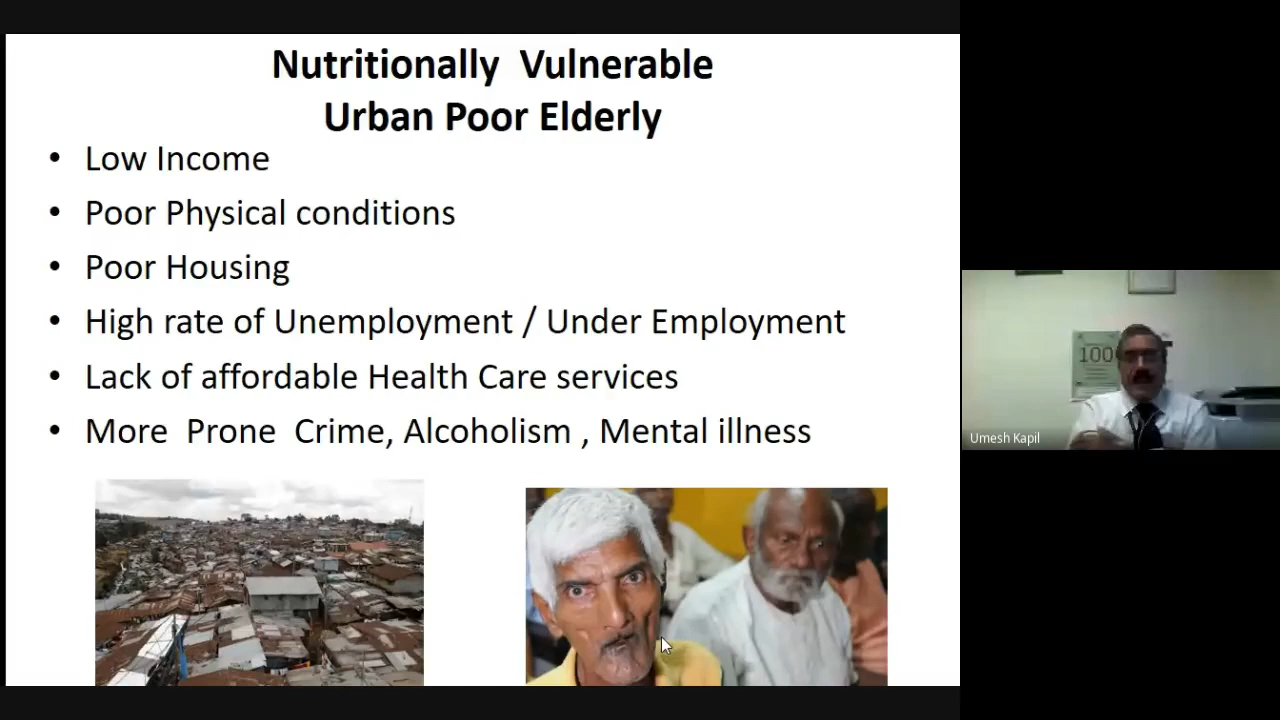 Nutritionally Vulnerable
Urban Poor Elderly
• Low Income
• Poor Physical conditions
• Poor Housing
• High rate of Unemployment / Under Employment
• Lack of affordable Health Care services
• More Prone Crime, Alcoholism , Mental illness
100
Umesh Kapil